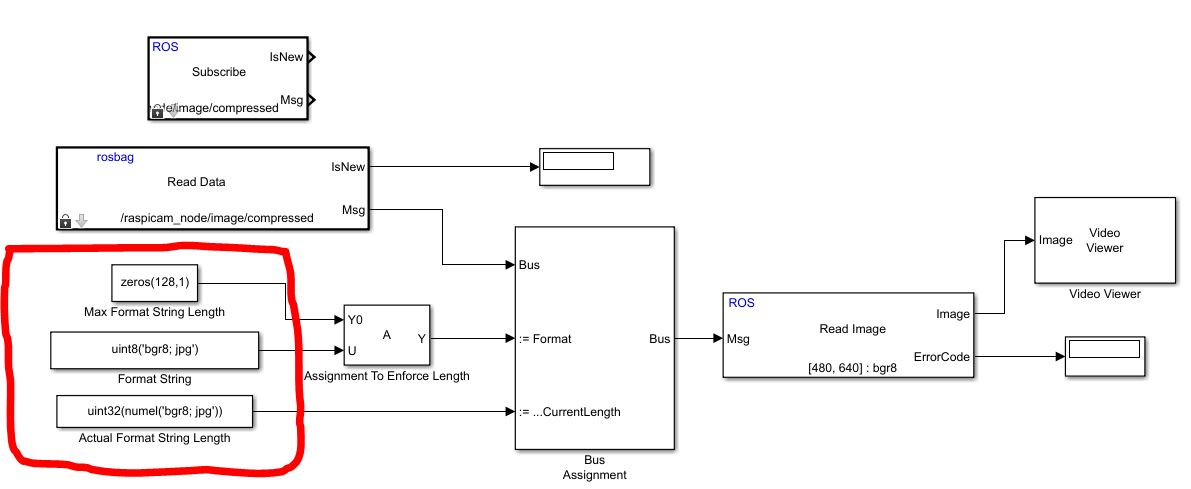 ROS
IsNew
Subscribe
Msg
ode/image/compressed
rosbag
IsNew
Read Data
Msg
/raspicam_node/image/compressed
Bus
zeros(128,1)
Max Format String Length
Y0
A
Y
U
uint8('bgr8; jpg')
Format String
Assignment To Enforce Length
:= Format
Bus
uint32(numel('bgr8; jpg'))
Actual Format String Length
:= ...CurrentLength
Bus
Assignment
ROS
Image
Read Image
Msg
ErrorCode
[480, 640] : bgr8
Image
Video
Viewer
Video Viewer